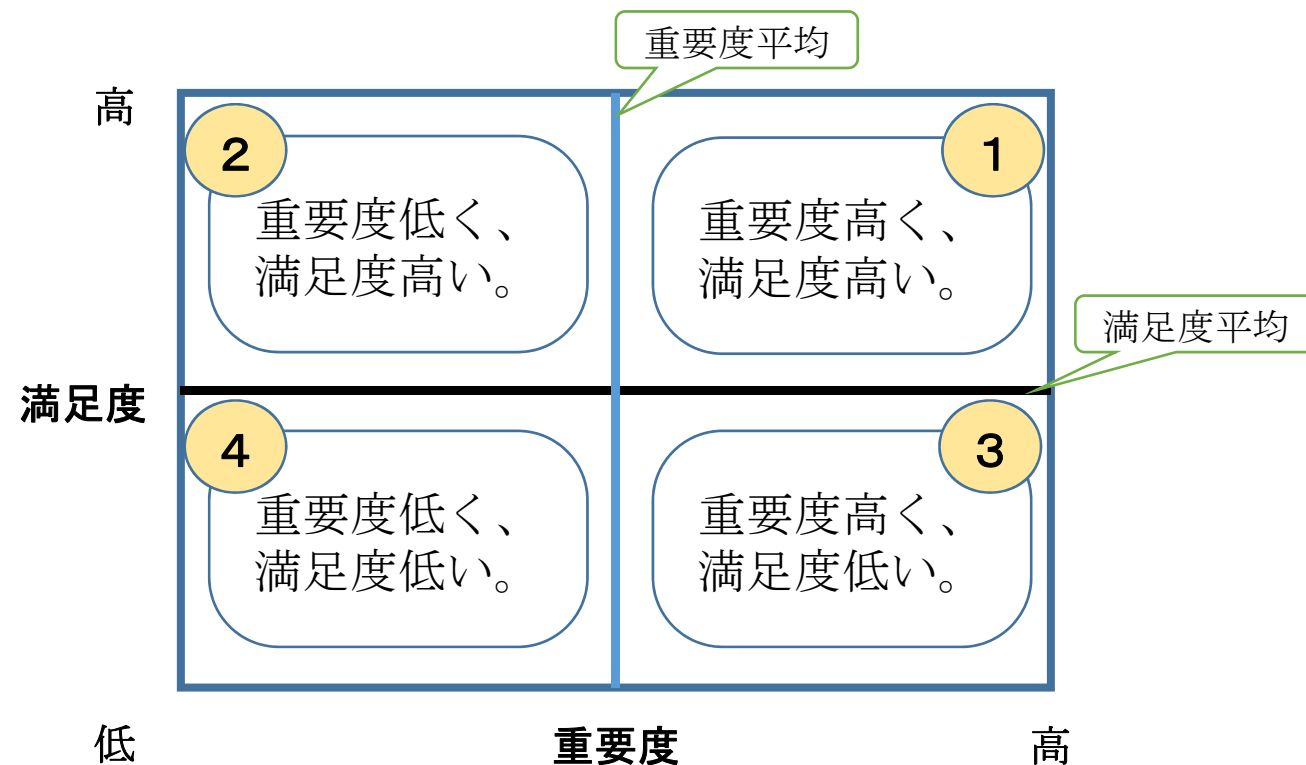 重要度平均
高
2
重要度低く、
満足度高い。
1
重要度高く、
満足度高い。
満足度平均
満足度
4
重要度低く、
満足度低い。
3
重要度高く、
満足度低い。
低
重要度
高